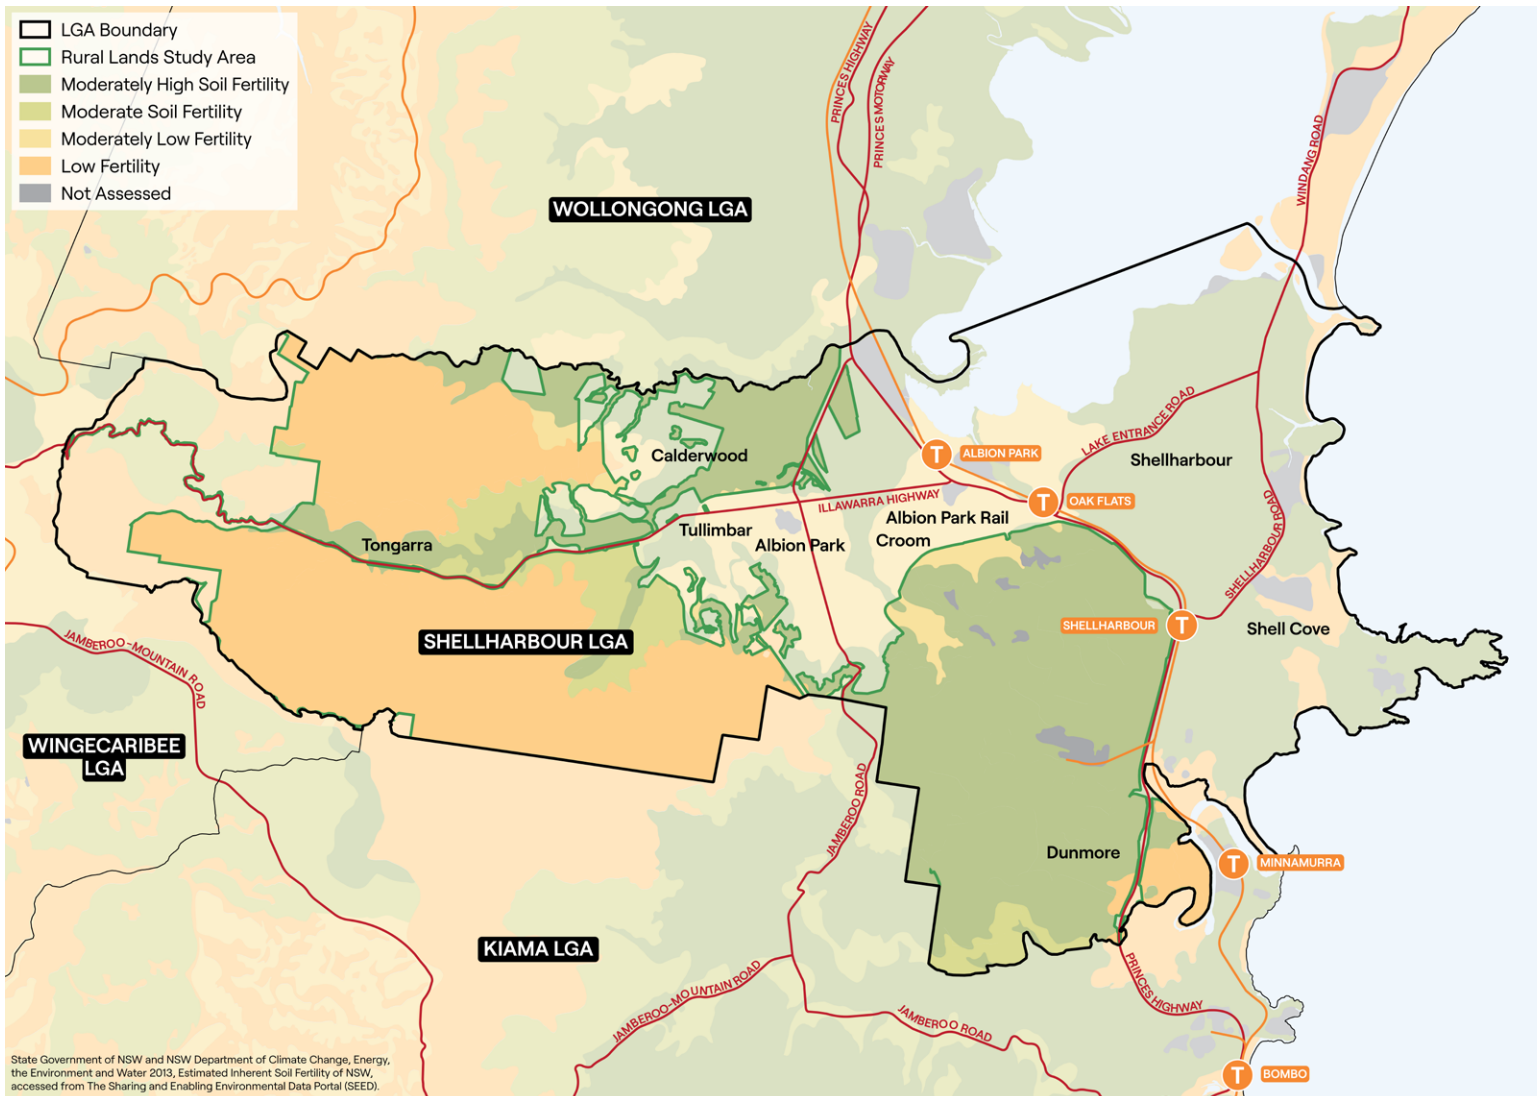 LGA Boundary
Rural Lands Study Area
Moderately High Soil Fertility
Moderate Soil Fertility
Moderately Low Fertility
Low Fertility
Not Assessed
PRINCES HIGHWAY
PRINCES MOTORWAY
WINDANG ROAD
WOLLONGONG LGA
LAKE ENTRANCE ROAD
Calderwood
T
ALBION PARK
Shellharbour
ILLAWARRA HIGHWAY
T
OAK FLATS
SHELLHARBOUR ROAD
Albion Park Rail
Tullimbar
Albion Park
Croom
Tongarra
SHELLHARBOUR LGA
SHELLHARBOUR
T
Shell Cove
JAMBEROO-MOUNTAIN ROAD
WINGECARIBEE
LGA
JAMBEROO ROAD
Dunmore
T
MINNAMURRA
KIAMA LGA
JAMBEROO-MOUNTAIN ROAD
JAMBEROO ROAD
PRINCES HIGHWAY
T
BOMBO
State Government of NSW and NSW Department of Climate Change, Energy,
the Environment and Water 2013, Estimated Inherent Soil Fertility of NSW,
accessed from The Sharing and Enabling Environmental Data Portal (SEED).